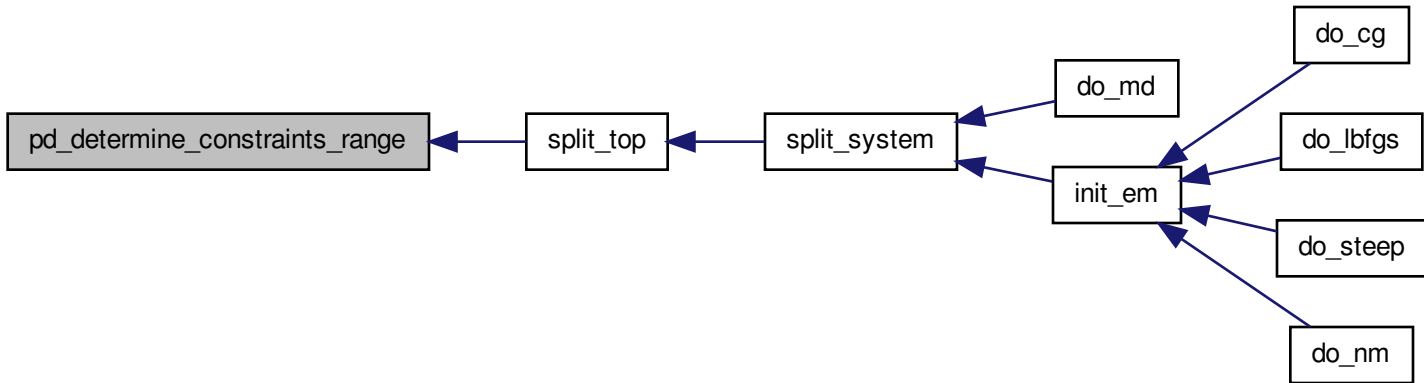 pd_determine_constraints_range
split_top
split_system
do_md
init_em
do_cg
do_lbfgs
do_steep
do_nm